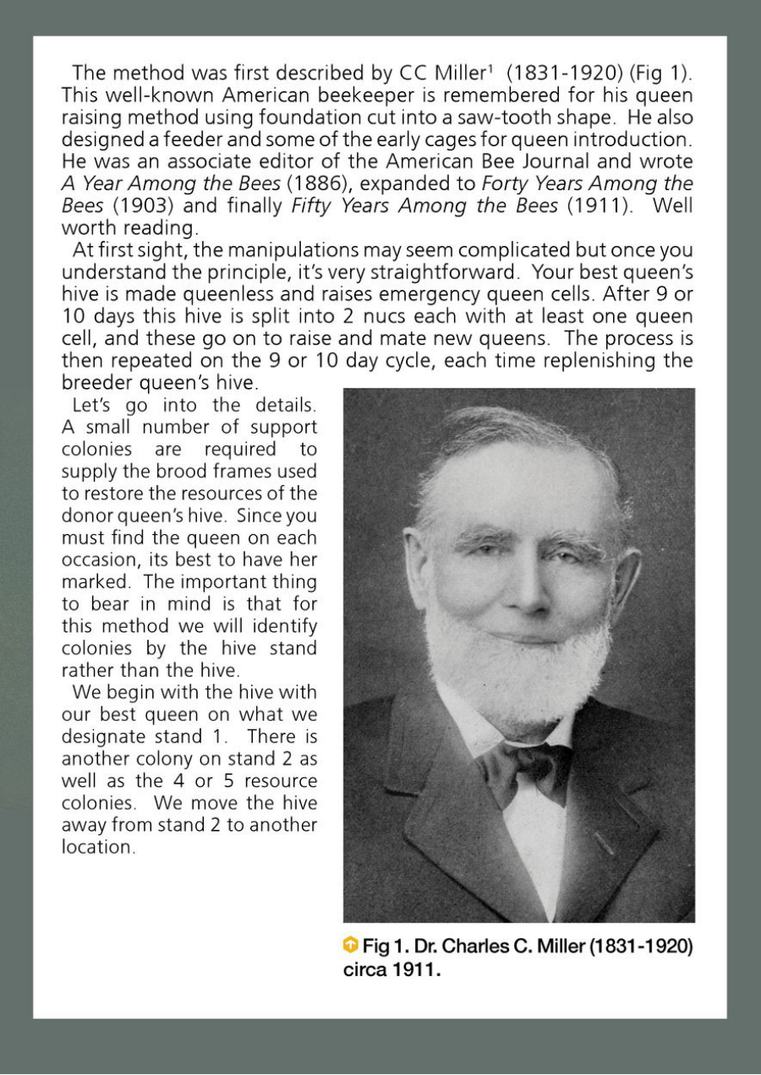 The method was first described by CC Miller¹ (1831-1920) (Fig 1).
This well-known American beekeeper is remembered for his queen
raising method using foundation cut into a saw-tooth shape. He also
designed a feeder and some of the early cages for queen introduction.
He was an associate editor of the American Bee Journal and wrote
A Year Among the Bees (1886), expanded to Forty Years Among the
Bees (1903) and finally Fifty Years Among the Bees (1911). Well
worth reading.
At first sight, the manipulations may seem complicated but once you
understand the principle, it's very straightforward. Your best queen's
hive is made queenless and raises emergency queen cells. After 9 or
10 days this hive is split into 2 nucs each with at least one queen
cell, and these go on to raise and mate new queens. The process is
then repeated on the 9 or 10 day cycle, each time replenishing the
breeder queen's hive.
Let's go into the details.
A small number of support
colonies are required to
supply the brood frames used
to restore the resources of the
donor queen's hive. Since you
must find the queen on each
occasion, its best to have her
marked. The important thing
to bear in mind is that for
this method we will identify
colonies by the hive stand
rather than the hive.
We begin with the hive with
our best queen on what we
designate stand 1. There is
another colony on stand 2 as
well as the 4 or 5 resource
colonies. We move the hive
away from stand 2 to another
location.
Fig 1. Dr. Charles C. Miller (1831-1920)
circa 1911.